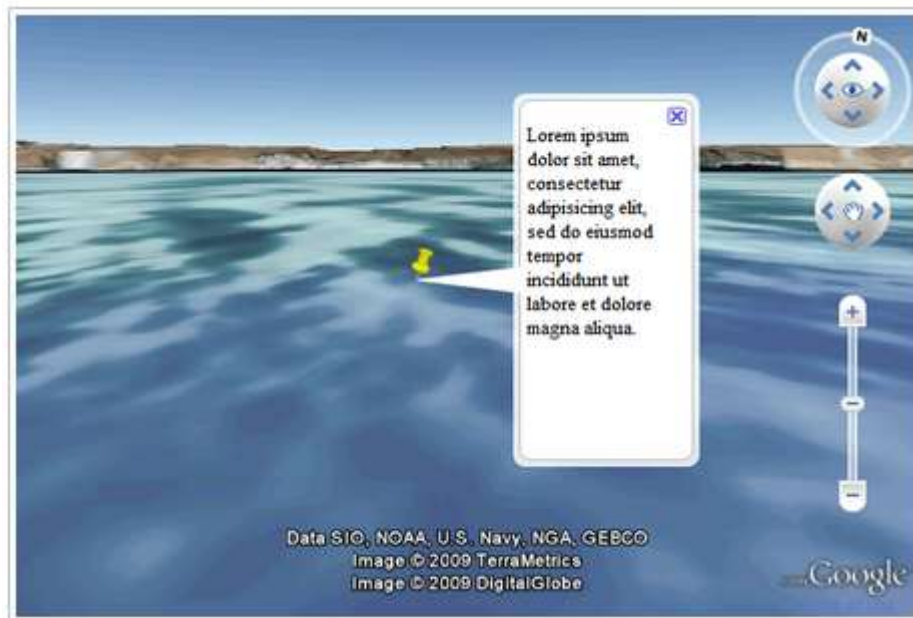 N
Lorem ipsum
dolor sit amet,
consectetur
adipisicing elit,
sed do eiusmod
tempor
incididunt ut
labore et dolore
magna aliqua.
Data SIO, NOAA, U.S. Navy, NGA, GEBCO
Image © 2009 TerraMetrics
Image © 2009 DigitalGlobe
Google